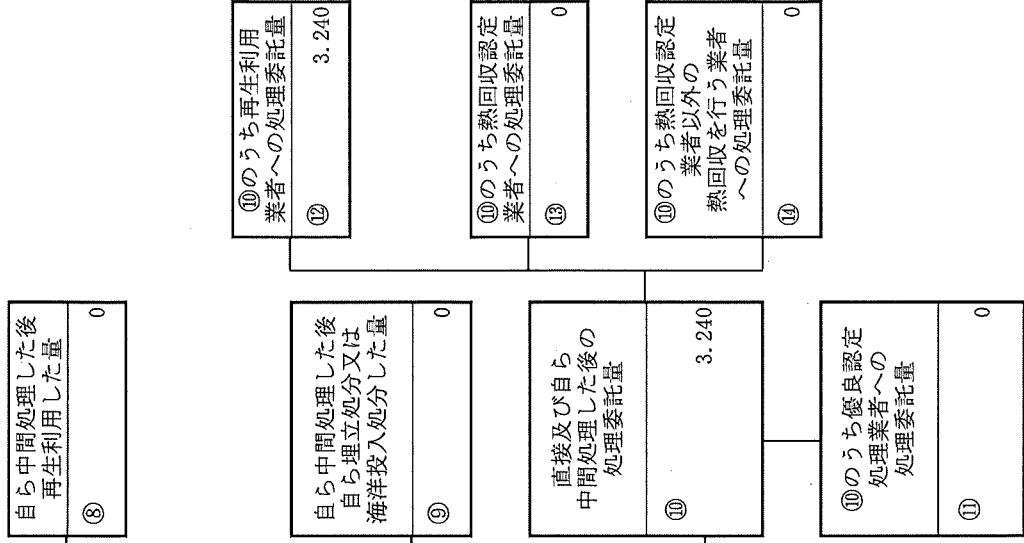 自ら中間処理した後
再生利用した量
⑧ 0
自ら中間処理した後
自ら埋立処分又は
海洋投入処分した量
⑨ 0
直接及び自ら
中間処理した後の
処理委託量
⑩ 3.240
⑩のうち優良認定
処理業者への
処理委託量
⑪ 0
⑩のうち再生利用
業者への処理委託量
⑫ 3.240
⑩のうち熱回収認定
業者への処理委託量
⑬ 0
⑩のうち熱回収認定
業者以外の
熱回収を行う業者
への処理委託量
⑭ 0